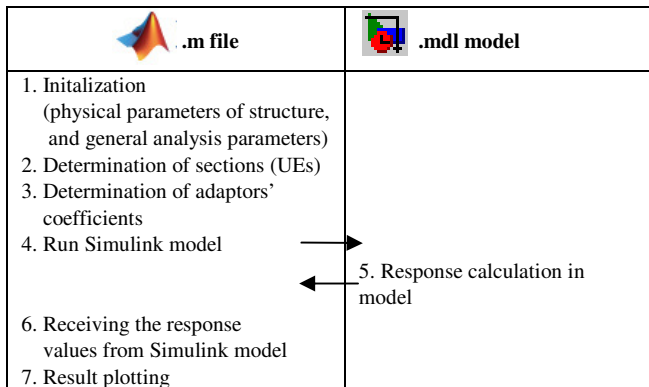 .m file
.mdl model
1. Initalization
(physical parameters of structure,
and general analysis parameters)
2. Determination of sections (UEs)
3. Determination of adaptors’
coefficients
4. Run Simulink model
5. Response calculation in
model
6. Receiving the response
values from Simulink model
7. Result plotting